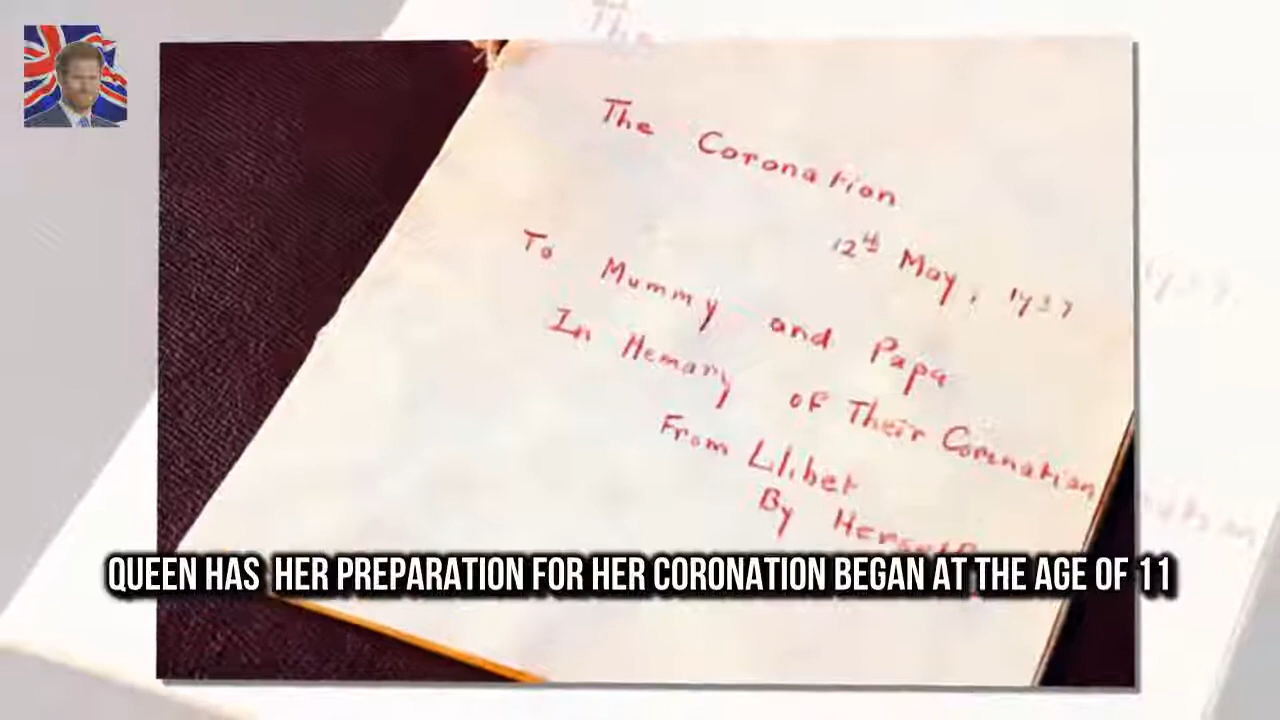 The Coronation
12th May, 1937
To Mummy and Papa
In Memory of Their Coronation
From Lilibet
By Herself
QUEEN HAS HER PREPARATION FOR HER CORONATION BEGAN AT THE AGE OF 11